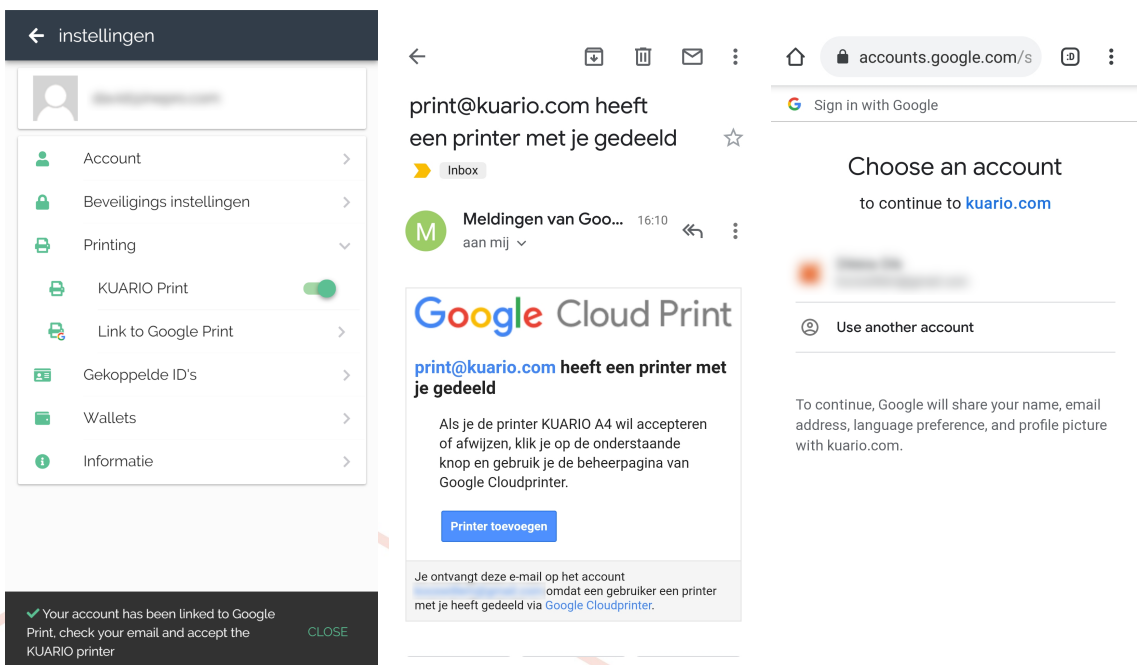 instellingen
Account
Beveiligings instellingen
Printing
KUARIO Print
Link to Google Print
Gekoppelde ID's
Wallets
Informatie
Your account has been linked to Google
Print, check your email and accept the
KUARIO printer
CLOSE
print@kuario.com heeft
een printer met je gedeeld
Inbox
M
Meldingen van Goo... 16:10
aan mij
Google Cloud Print
print@kuario.com heeft een printer met
je gedeeld
Als je de printer KUARIO A4 wil accepteren
of afwijzen, klik je op de onderstaande
knop en gebruik je de beheerpagina van
Google Cloudprinter.
Printer toevoegen
Je ontvangt deze e-mail op het account
omdat een gebruiker een printer
met je heeft gedeeld via Google Cloudprinter.
accounts.google.com/s
:D
G Sign in with Google
Choose an account
to continue to kuario.com
Use another account
To continue, Google will share your name, email
address, language preference, and profile picture
with kuario.com.